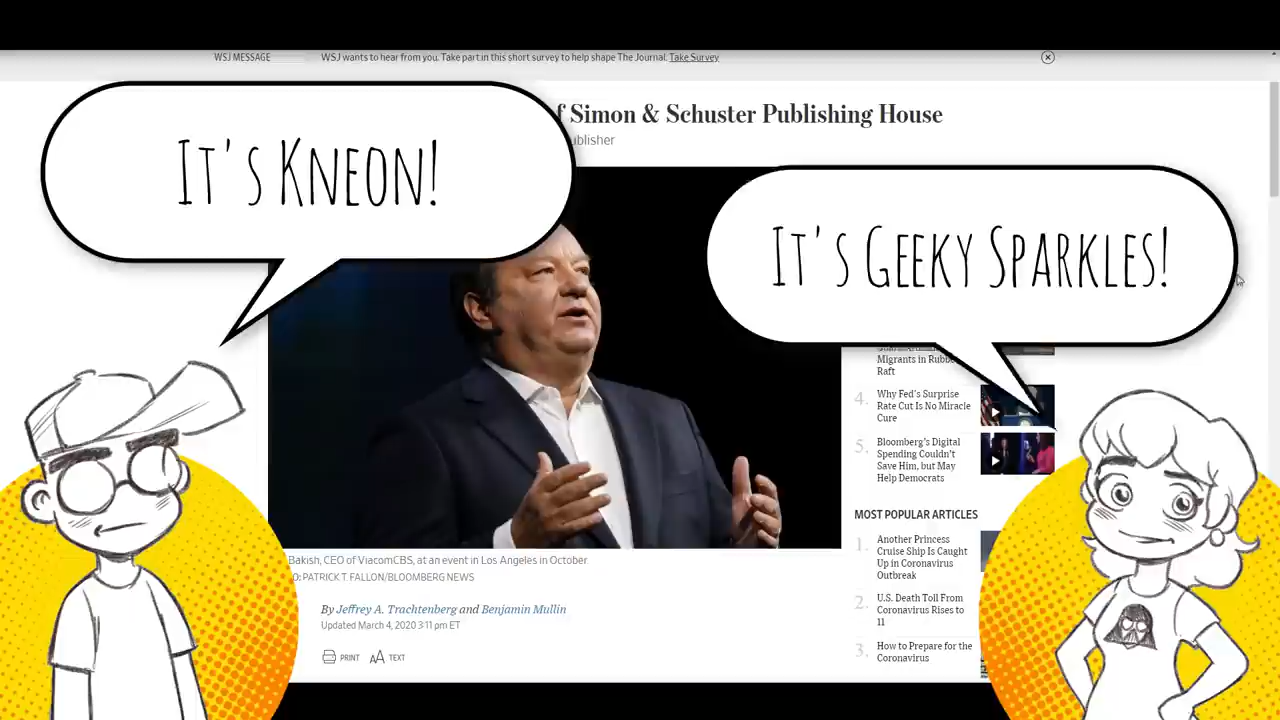 WSJ MESSAGE
WSJ wants to hear from you. Take part in this short survey to help shape The Journal. Take Survey
of Simon & Schuster Publishing House
It's Kneon!
It's Geeky Sparkles!
Migrants in Rubber
Raft
4. Why Fed's Surprise
Rate Cut Is No Miracle
Cure
5. Bloomberg's Digital
Spending Couldn't
Save Him, but May
Help Democrats
MOST POPULAR ARTICLES
1. Another Princess
Cruise Ship Is Caught
Up in Coronavirus
Outbreak
2. U.S. Death Toll From
Coronavirus Rises to
11
3. How to Prepare for the
Coronavirus
Bakish, CEO of ViacomCBS, at an event in Los Angeles in October.
PATRICK T. FALLON/BLOOMBERG NEWS
By Jeffrey A. Trachtenberg and Benjamin Mullin
Updated March 4, 2020 3:11 pm ET
PRINT AA TEXT